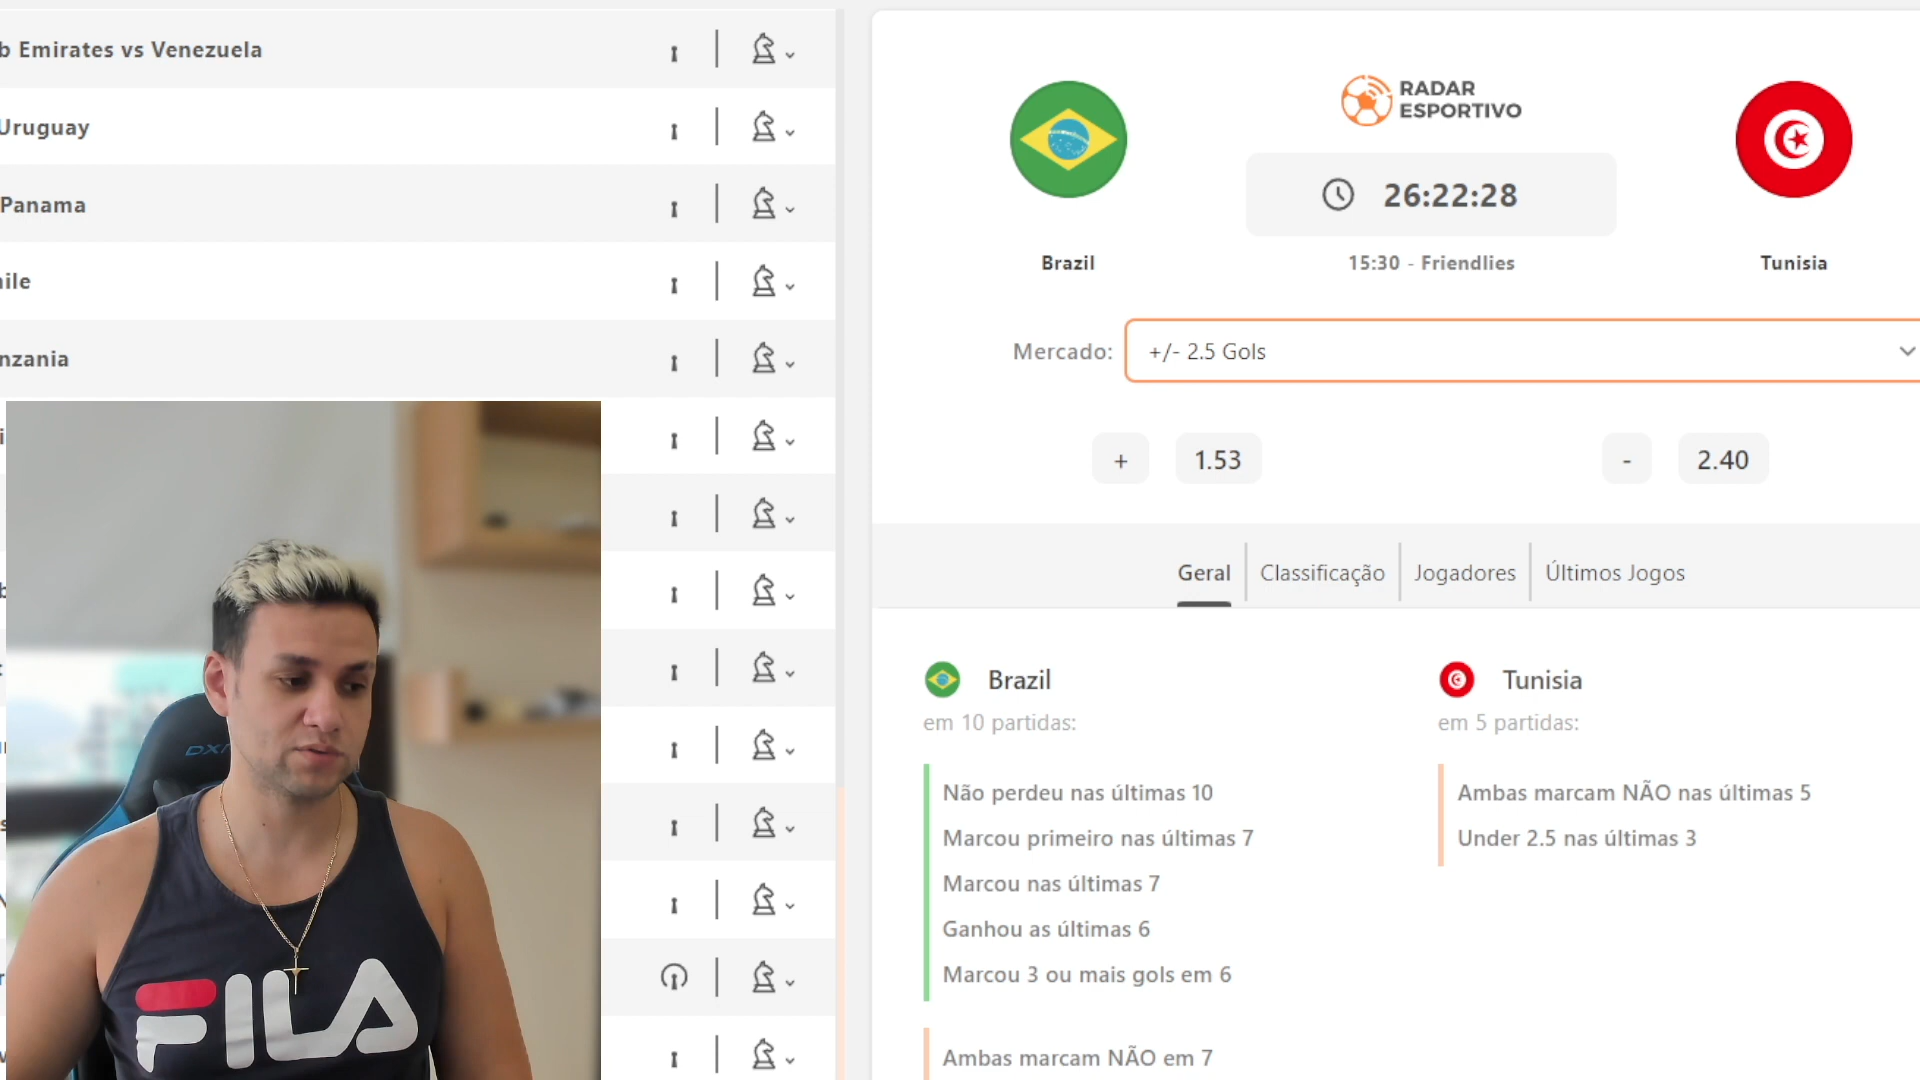 b Emirates vs Venezuela
Uruguay
Panama
nzania
FILA
RADAR
ESPORTIVO
26:22:28
Brazil
15:30 - Friendlies
Tunisia
Mercado:
+/- 2.5 Gols
+
1.53
-
2.40
Geral
Classificação
Jogadores
Últimos Jogos
Brazil
em 10 partidas:
Não perdeu nas últimas 10
Marcou primeiro nas últimas 7
Marcou nas últimas 7
Ganhou as últimas 6
Marcou 3 ou mais gols em 6
Ambas marcam NÃO em 7
Tunisia
em 5 partidas:
Ambas marcam NÃO nas últimas 5
Under 2.5 nas últimas 3